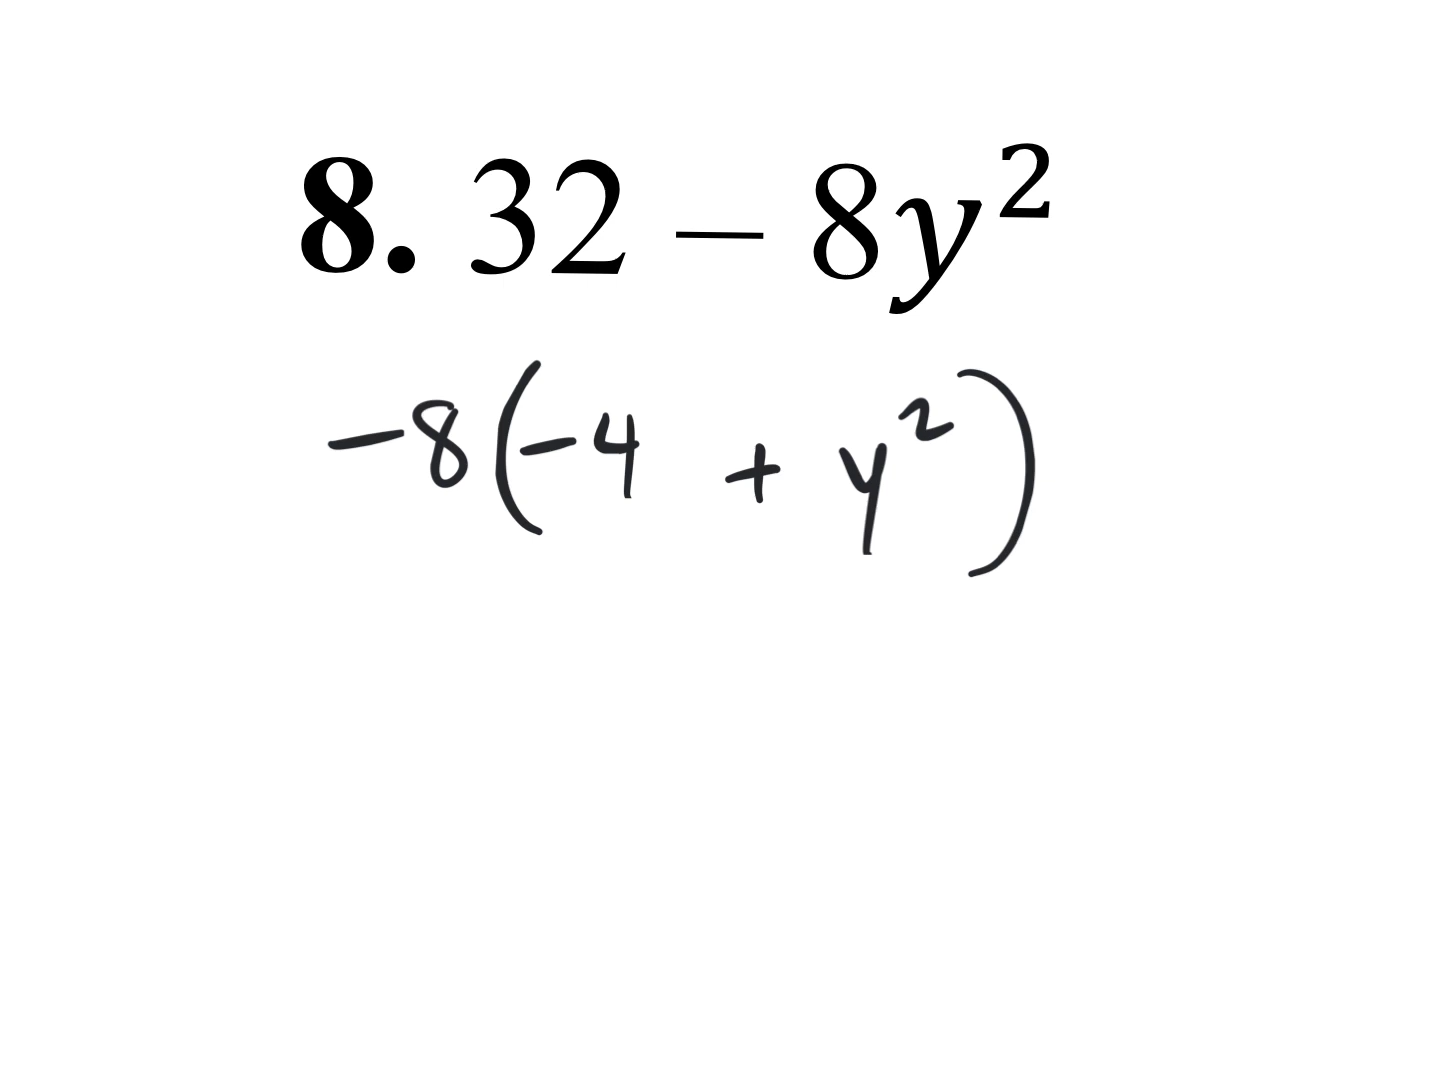 8. 32 – 8y²
-8(-4 + y²)